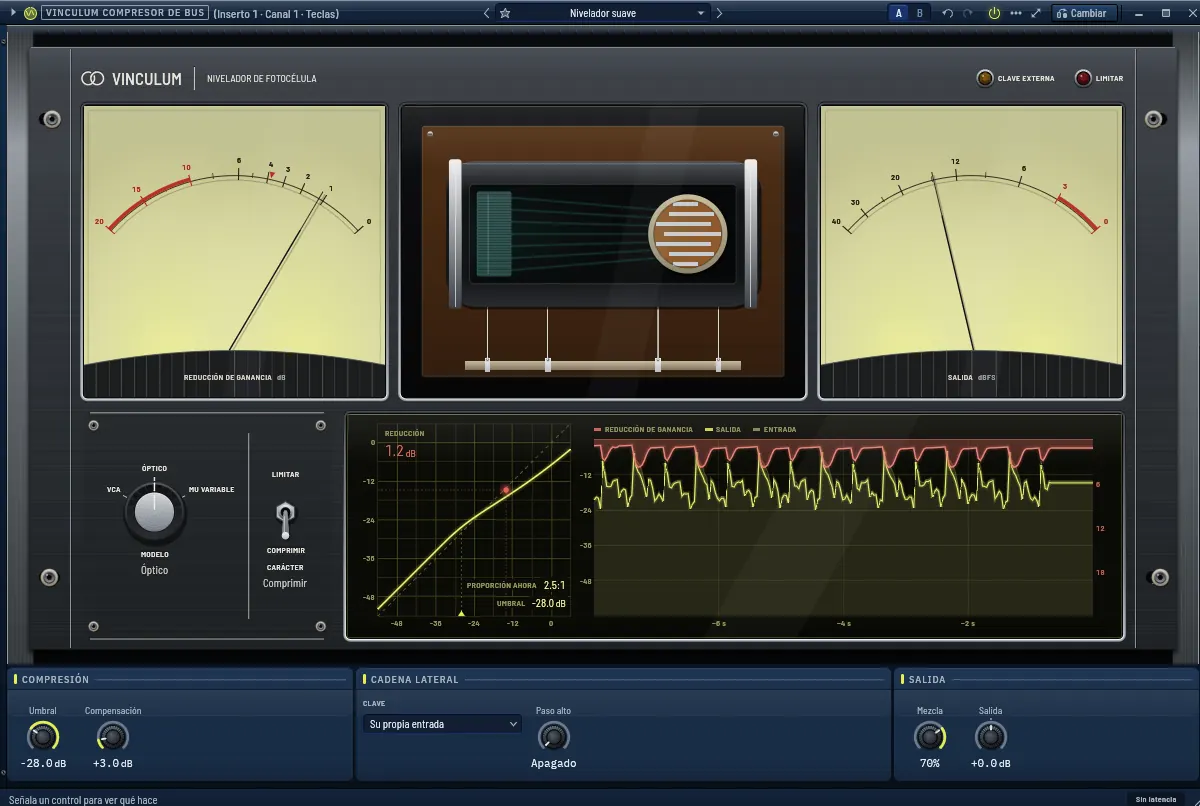 VINCULUM COMPRESOR DE BUS (Inserto 1 · Canal 1 · Teclas)
Nivelador suave
A B
Cambiar
VINCULUM NIVELADOR DE FOTOCÉLULA
CLAVE EXTERNA LIMITAR
20 15 10 6 4 3 2 1 0
REDUCCIÓN DE GANANCIA dB
40 30 20 12 6 3 0
SALIDA dBFS
ÓPTICO
VCA MU VARIABLE
MODELO
Óptico
LIMITAR
COMPRIMIR
CARÁCTER
Comprimir
REDUCCIÓN
1.2 dB
0
-12
-24
-36
-48
-48 -36 -24 -12 0
PROPORCIÓN AHORA 2.5:1
UMBRAL -28.0 dB
REDUCCIÓN DE GANANCIA SALIDA ENTRADA
-12
-24
-36
-48
6
12
18
-6 s -4 s -2 s
COMPRESIÓN
Umbral Compensación
-28.0 dB +3.0 dB
CADENA LATERAL
CLAVE
Su propia entrada
Paso alto
Apagado
SALIDA
Mezcla Salida
70% +0.0 dB
Señala un control para ver qué hace
Sin latencia